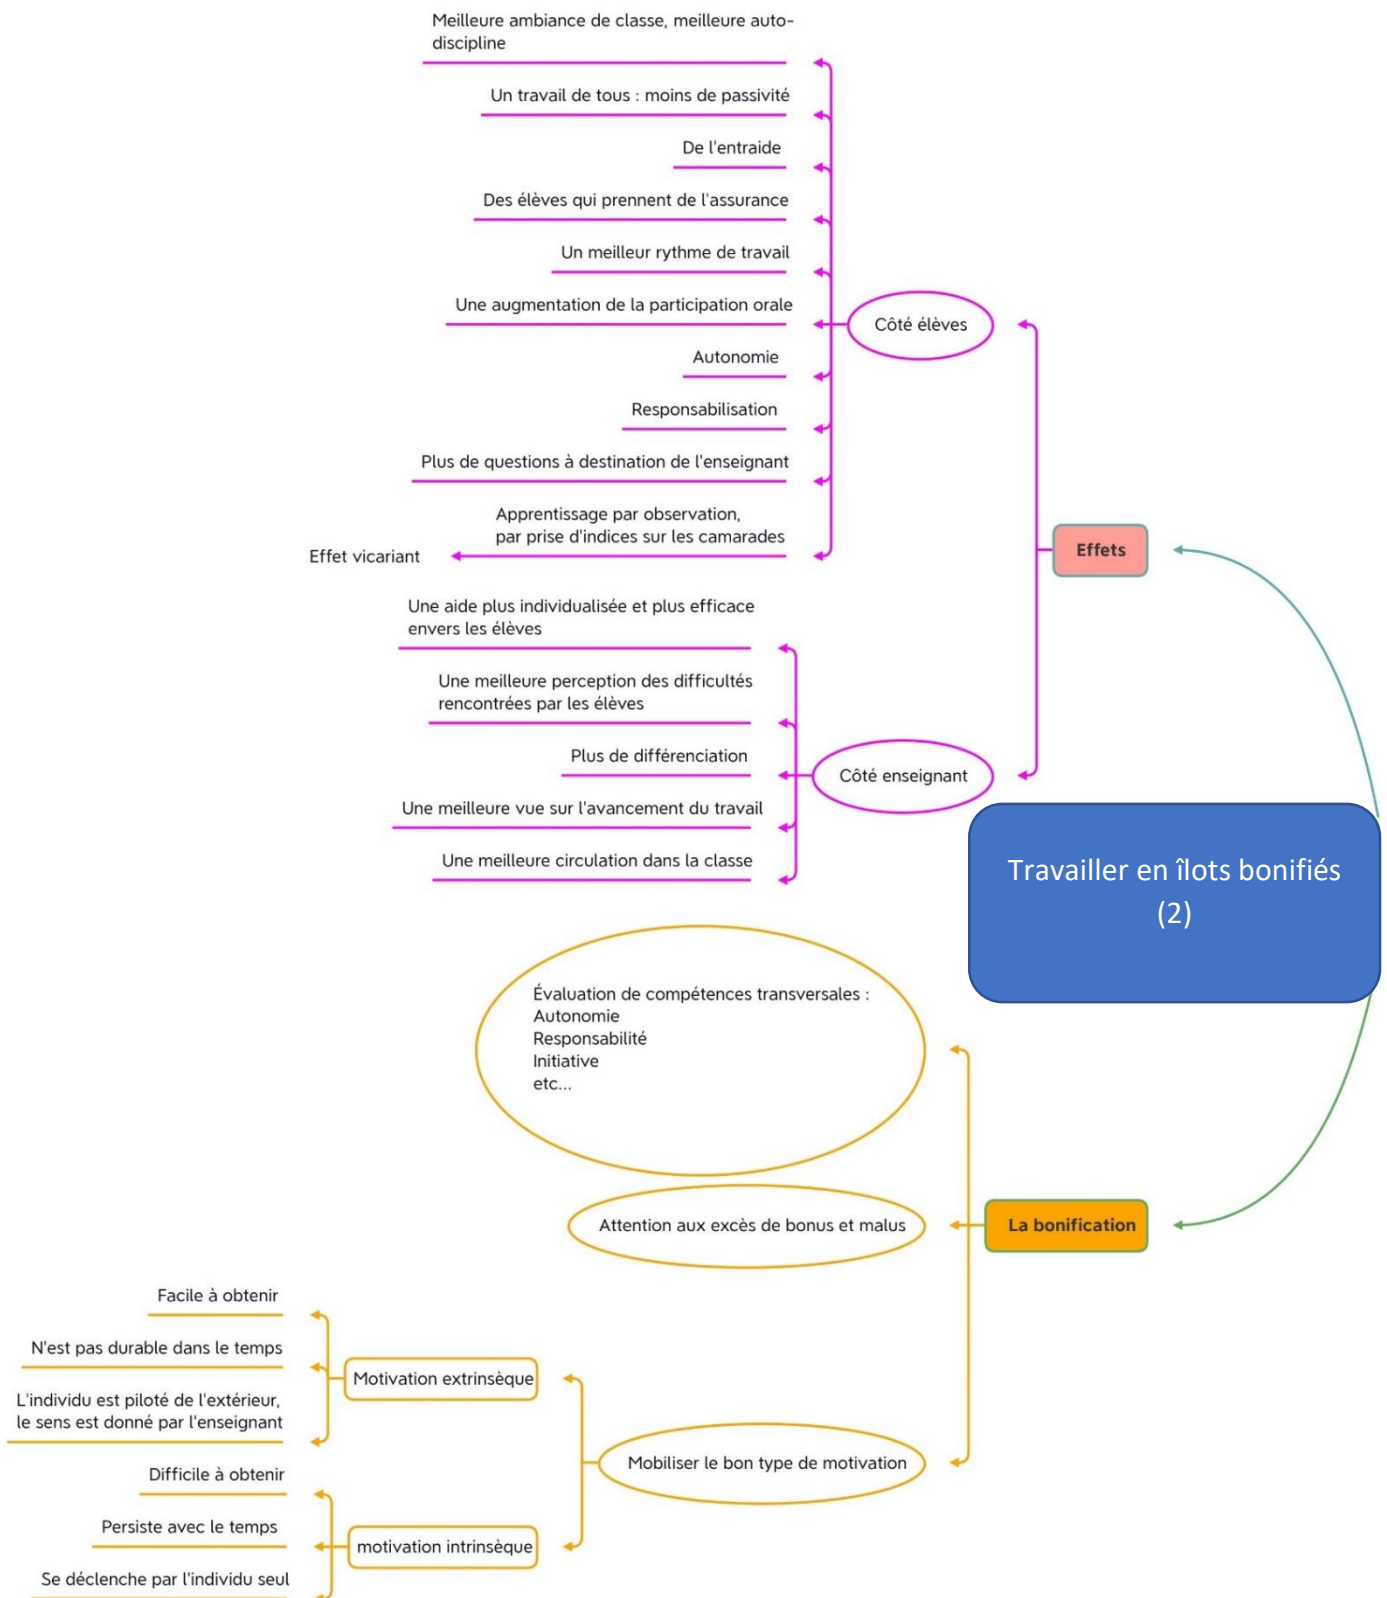 Meilleure ambiance de classe, meilleure auto-
discipline
Un travail de tous : moins de passivité
De l'entraide
Des élèves qui prennent de l'assurance
Un meilleur rythme de travail
Une augmentation de la participation orale
Autonomie
Responsabilisation
Plus de questions à destination de l'enseignant
Apprentissage par observation,
par prise d'indices sur les camarades
Effet vicariant
Côté élèves
Effets
Une aide plus individualisée et plus efficace
envers les élèves
Une meilleure perception des difficultés
rencontrées par les élèves
Plus de différenciation
Une meilleure vue sur l'avancement du travail
Une meilleure circulation dans la classe
Côté enseignant
Travailler en îlots bonifiés
(2)
Évaluation de compétences transversales :
Autonomie
Responsabilité
Initiative
etc...
Attention aux excès de bonus et malus
La bonification
Facile à obtenir
N'est pas durable dans le temps
L'individu est piloté de l'extérieur,
le sens est donné par l'enseignant
Motivation extrinsèque
Mobiliser le bon type de motivation
Difficile à obtenir
Persiste avec le temps
Se déclenche par l'individu seul
motivation intrinsèque